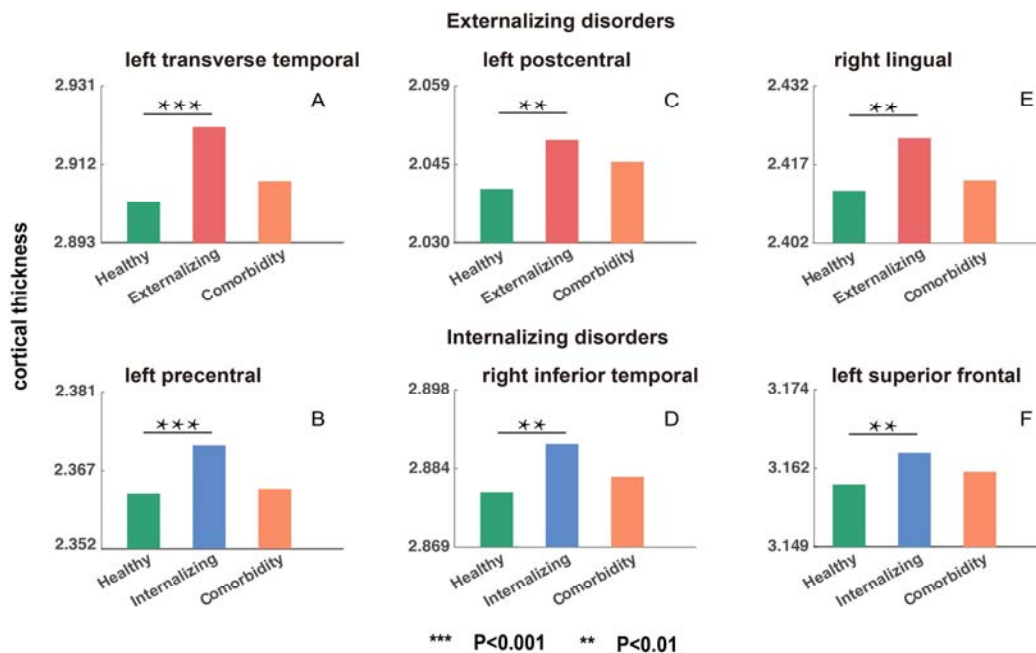 Externalizing disorders
left transverse temporal
left postcentral
right lingual
2.931
2.912
2.893
***
A
Healthy
Externalizing
Comorbidity
2.059
2.045
2.030
**
C
Healthy
Externalizing
Comorbidity
2.432
2.417
2.402
**
E
Healthy
Externalizing
Comorbidity
cortical thickness
Internalizing disorders
left precentral
right inferior temporal
left superior frontal
2.381
2.367
2.352
***
B
Healthy
Internalizing
Comorbidity
2.898
2.884
2.869
**
D
Healthy
Internalizing
Comorbidity
3.174
3.162
3.149
**
F
Healthy
Internalizing
Comorbidity
*** P<0.001 ** P<0.01